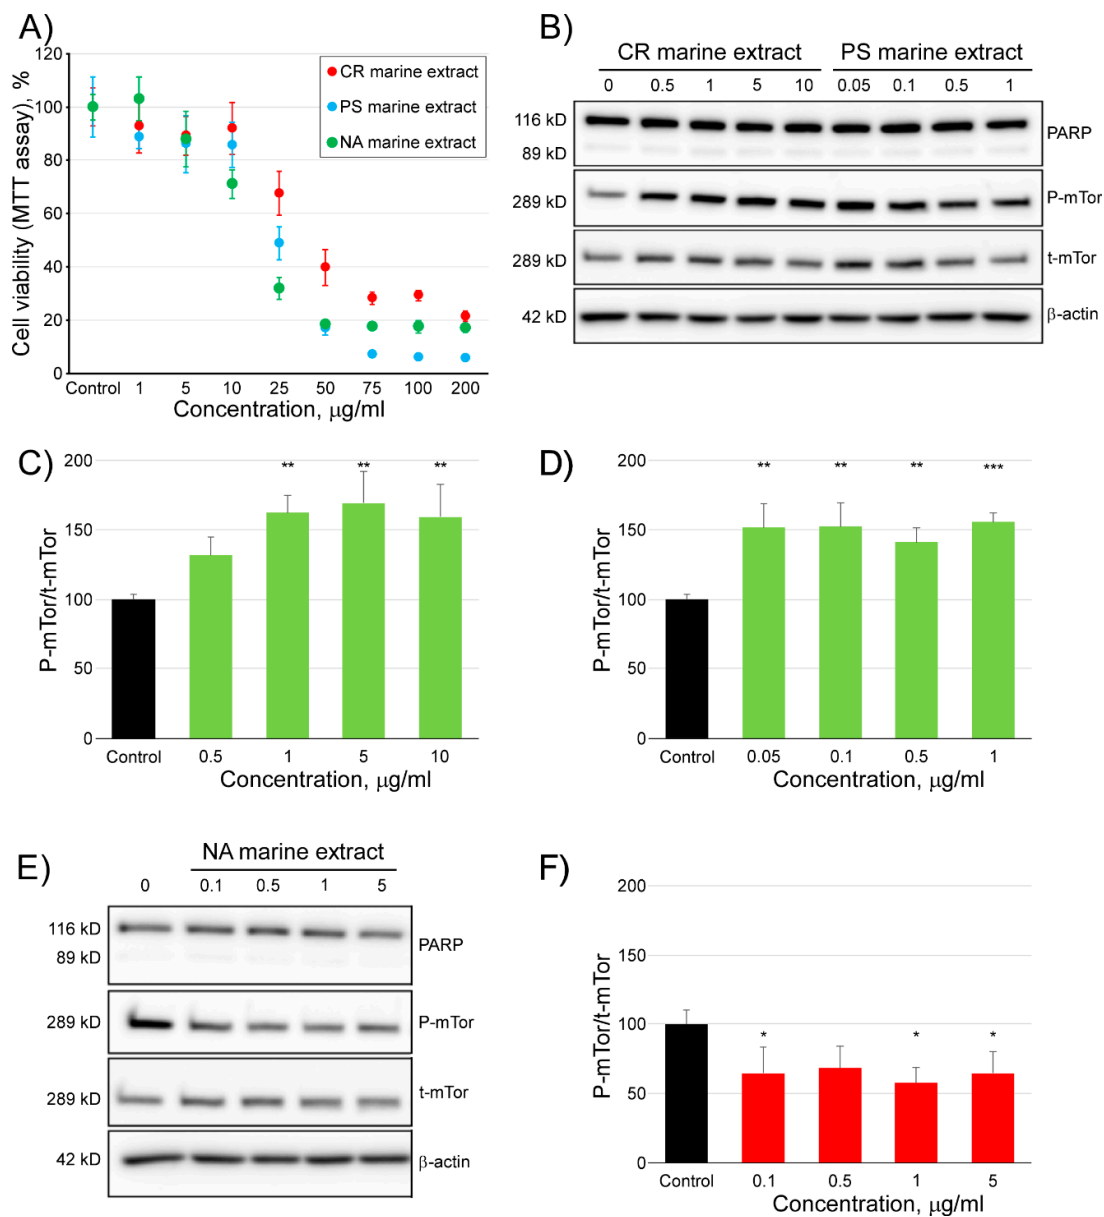 A)
120
100
80
60
40
20
0
Cell viability (MTT assay), %
CR marine extract
PS marine extract
NA marine extract
Control 1 5 10 25 50 75 100 200
Concentration, μg/ml
B)
CR marine extract PS marine extract
0 0.5 1 5 10 0.05 0.1 0.5 1
116 kD PARP
89 kD
289 kD P-mTor
289 kD t-mTor
42 kD β-actin
C)
200
150
100
50
0
P-mTor/t-mTor
** ** **
Control 0.5 1 5 10
Concentration, μg/ml
D)
200
150
100
50
0
P-mTor/t-mTor
** ** ** ***
Control 0.05 0.1 0.5 1
Concentration, μg/ml
E)
NA marine extract
0 0.1 0.5 1 5
116 kD PARP
89 kD
289 kD P-mTor
289 kD t-mTor
42 kD β-actin
F)
200
150
100
50
0
P-mTor/t-mTor
* * *
Control 0.1 0.5 1 5
Concentration, μg/ml